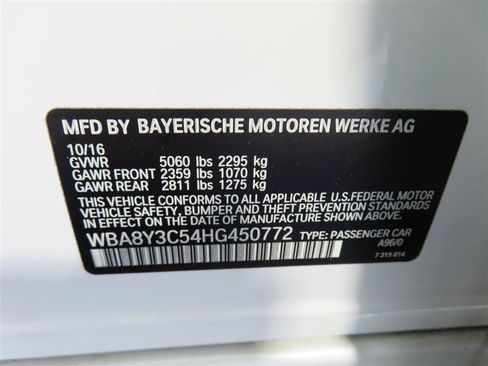 MFD BY BAYERISCHE MOTOREN WERKE AG
10/16
GVWR 5060 lbs 2295 kg
GAWR FRONT 2359 lbs 1070 kg
GAWR REAR 2811 lbs 1275 kg
THIS VEHICLE CONFORMS TO ALL APPLICABLE U.S.FEDERAL MOTOR
VEHICLE SAFETY, BUMPER AND THEFT PREVENTION STANDARDS
IN EFFECT ON THE DATE OF MANUFACTURE SHOWN ABOVE.
WBA8Y3C54HG450772 TYPE: PASSENGER CAR
A96/0
7 315 014